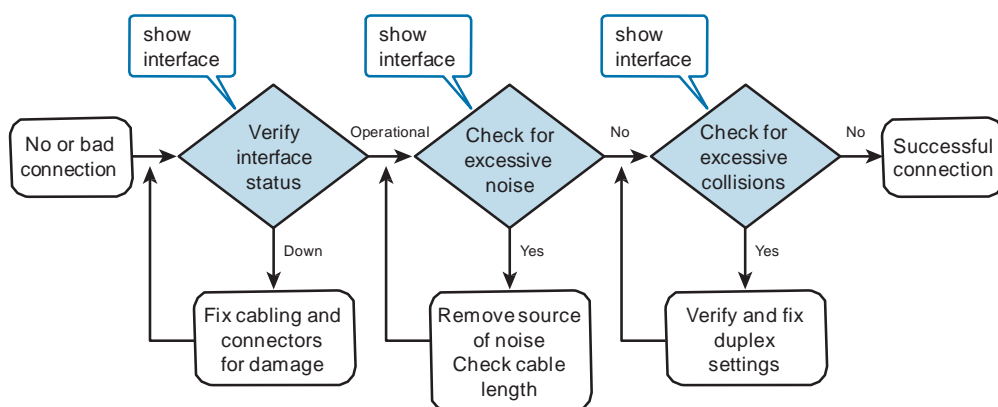 show
interface
show
interface
show
interface
No or bad
connection
Verify
interface
status
Operational
Check for
excessive
noise
No
Check for
excessive
collisions
No
Successful
connection
Down
Yes
Yes
Fix cabling and
connectors
for damage
Remove source
of noise
Check cable
length
Verify and fix
duplex
settings